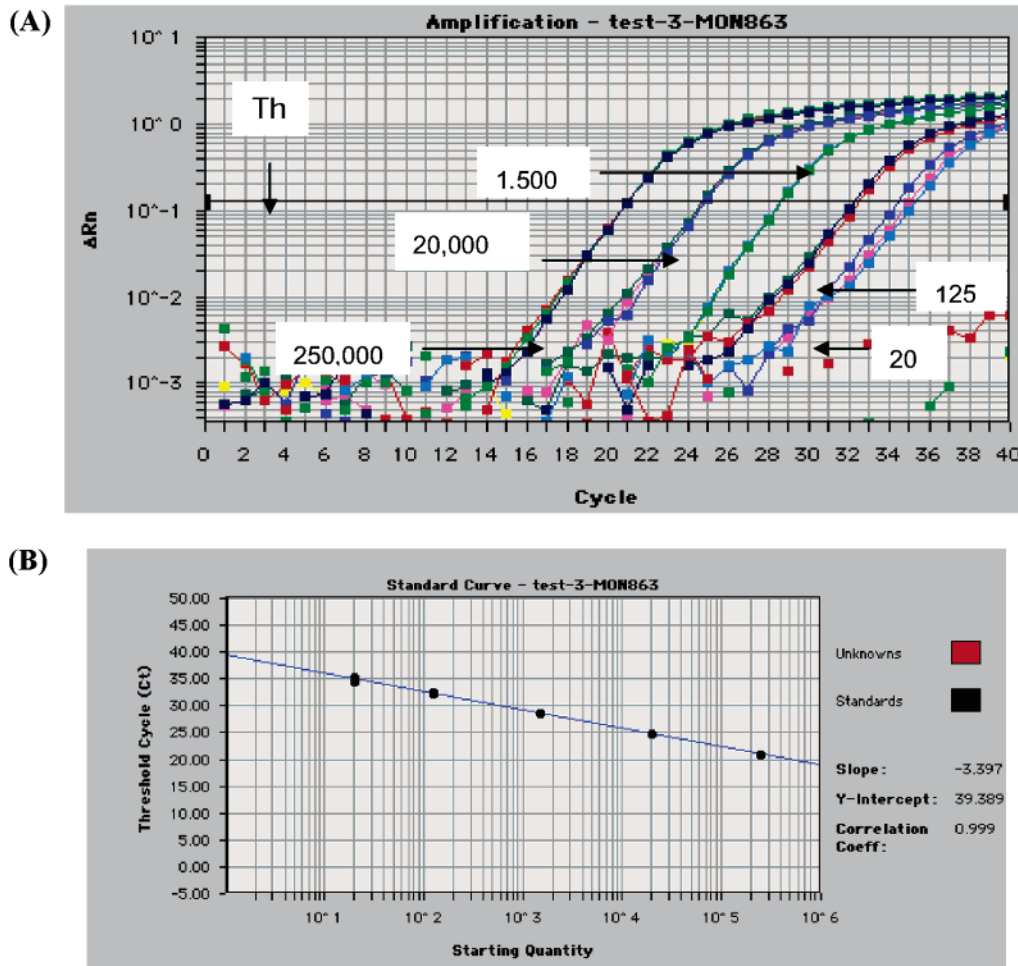 (A)
Amplification - test-3-MON863
ΔRn
10^ 1
10^ 0
10^-1
10^-2
10^-3
Th
1.500
20,000
250,000
125
20
0 2 4 6 8 10 12 14 16 18 20 22 24 26 28 30 32 34 36 38 40
Cycle
(B)
Standard Curve - test-3-MON863
Threshold Cycle (Ct)
50.00
45.00
40.00
35.00
30.00
25.00
20.00
15.00
10.00
5.00
0.00
-5.00
10^ 1 10^ 2 10^ 3 10^ 4 10^ 5 10^ 6
Starting Quantity
Unknowns
Standards
Slope: -3.397
Y-Intercept: 39.389
Correlation 0.999
Coeff: